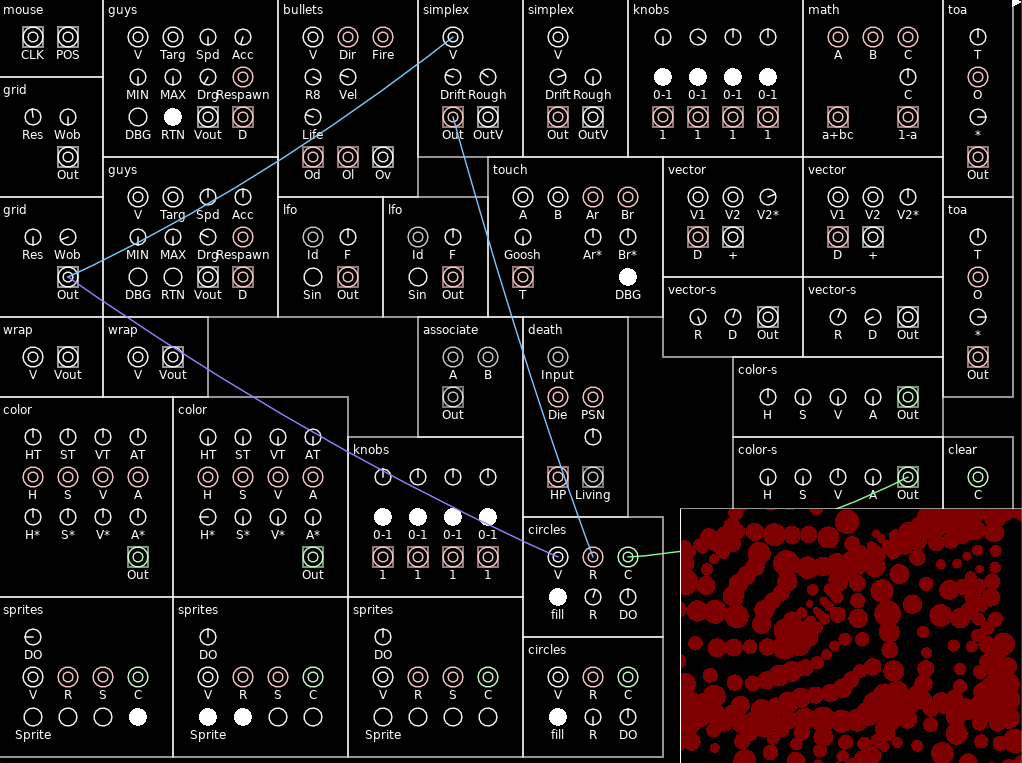 mouse
CLK POS
grid
Res Wob
Out
grid
Res Wob
Out
wrap
V Vout
guys
V Targ Spd Acc
MIN MAX Drg Respawn
DBG RTN Vout D
guys
V Targ Spd Acc
MIN MAX Drg Respawn
DBG RTN Vout D
wrap
V Vout
bullets
V Dir Fire
R8 Vel
Life
Od Ol Ov
lfo
Id F
Sin Out
lfo
Id F
Sin Out
simplex
V
Drift Rough
Out OutV
simplex
V
Drift Rough
Out OutV
knobs
0-1 0-1 0-1 0-1
1 1 1 1
math
A B C
C
a+bc 1-a
toa
T
O
*
Out
toa
T
O
*
Out
touch
A B Ar Br
Goosh Ar* Br*
T DBG
vector
V1 V2 V2*
D +
vector
V1 V2 V2*
D +
vector-s
R D Out
vector-s
R D Out
associate
A B
Out
death
Input
Die PSN
HP Living
color-s
H S V A Out
color-s
H S V A Out
clear
C
color
HT ST VT AT
H S V A
H* S* V* A*
Out
color
HT ST VT AT
H S V A
H* S* V* A*
Out
knobs
0-1 0-1 0-1 0-1
1 1 1 1
circles
V R C
fill R DO
circles
V R C
fill R DO
sprites
DO
V R S C
Sprite
sprites
DO
V R S C
Sprite
sprites
DO
V R S C
Sprite